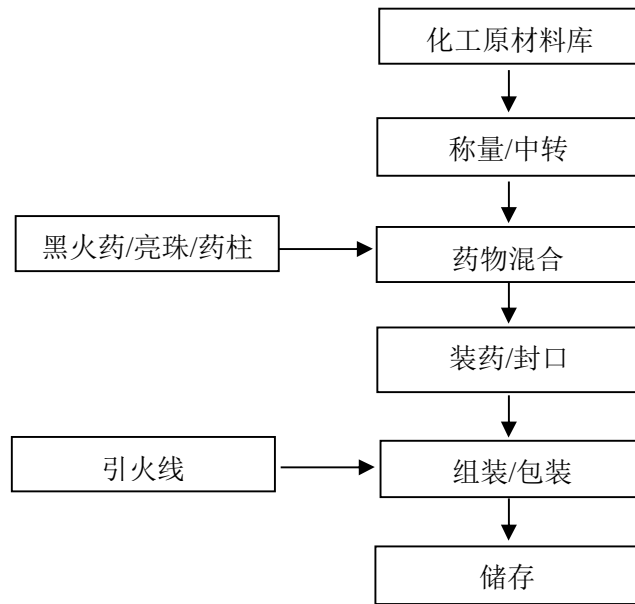 化工原材料库
称量/中转
黑火药/亮珠/药柱
药物混合
装药/封口
引火线
组装/包装
储存